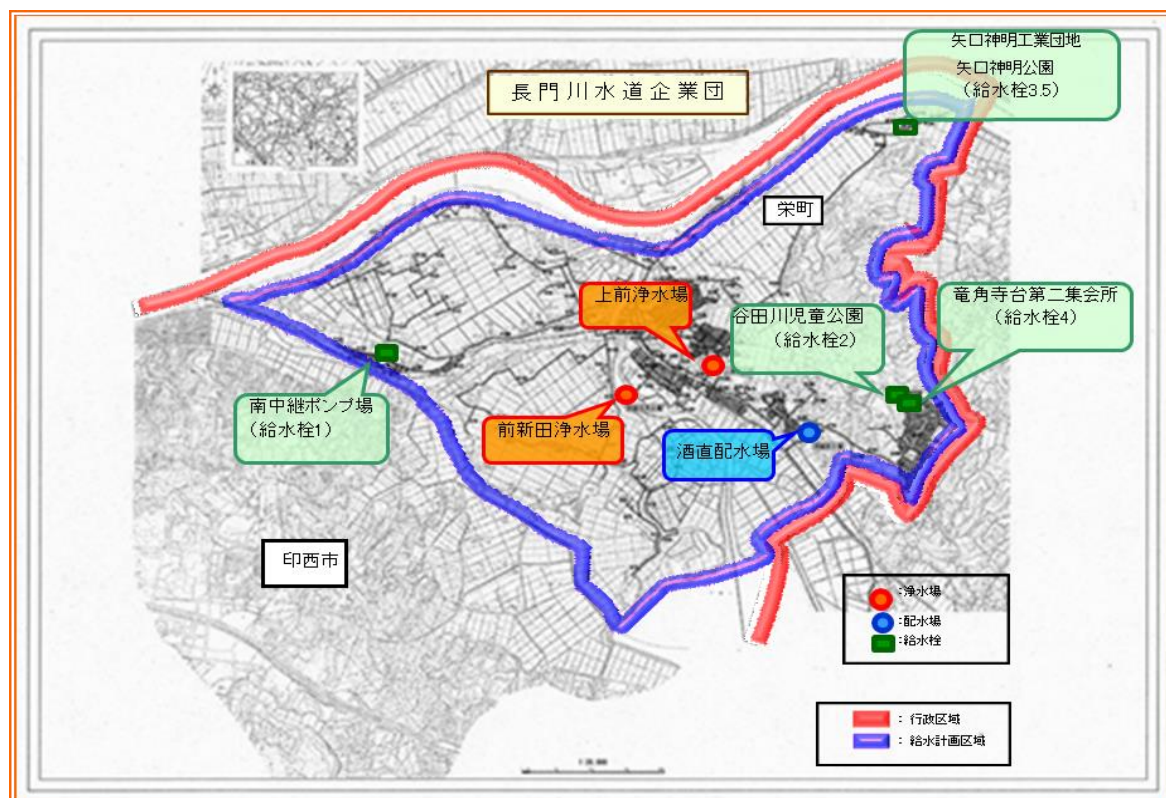 長門川水道企業団
矢口神明工業団地
矢口神明公園
(給水栓3.5)
栄町
上前浄水場
谷田川児童公園
(給水栓2)
竜角寺台第二集会所
(給水栓4)
南中継ポンプ場
(給水栓1)
前新田浄水場
酒直配水場
印西市
：浄水場
：配水場
：給水栓
：行政区域
：給水計画区域